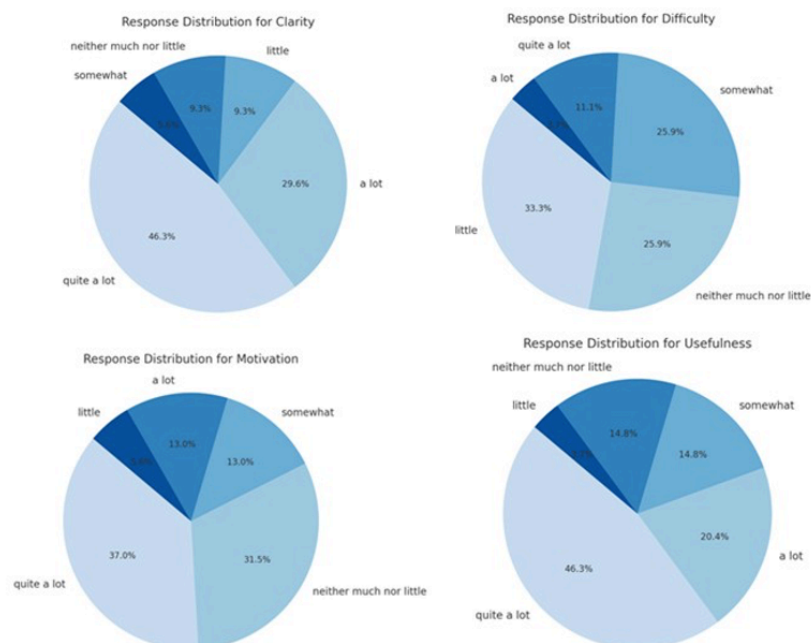 Response Distribution for Clarity
neither much nor little
little
somewhat
9.3%
9.3%
5.6%
29.6%
a lot
46.3%
quite a lot
Response Distribution for Difficulty
quite a lot
a lot
somewhat
11.1%
25.9%
33.3%
little
25.9%
neither much nor little
Response Distribution for Motivation
a lot
little
somewhat
13.0%
13.0%
5.6%
37.0%
31.5%
quite a lot
neither much nor little
Response Distribution for Usefulness
neither much nor little
somewhat
little
14.8%
14.8%
20.4%
46.3%
a lot
quite a lot